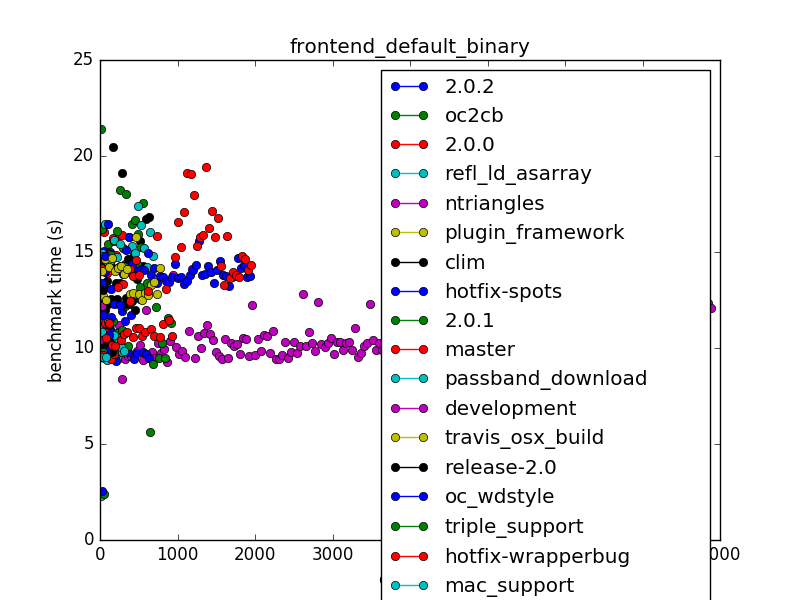 frontend_default_binary
25
20
15
10
5
0
benchmark time (s)
0
1000
2000
3000
000
2.0.2
oc2cb
2.0.0
refl_ld_asarray
ntriangles
plugin_framework
clim
hotfix-spots
2.0.1
master
passband_download
development
travis_osx_build
release-2.0
oc_wdstyle
triple_support
hotfix-wrapperbug
mac_support